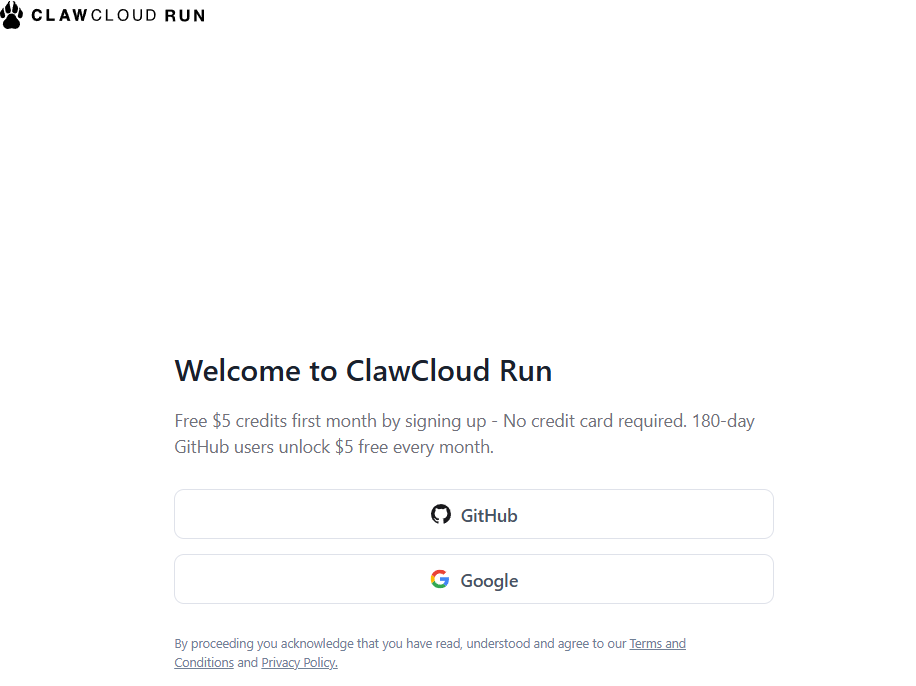 CLAWCLOUD RUN
Welcome to ClawCloud Run
Free $5 credits first month by signing up - No credit card required. 180-day
GitHub users unlock $5 free every month.
GitHub
Google
By proceeding you acknowledge that you have read, understood and agree to our Terms and
Conditions and Privacy Policy.